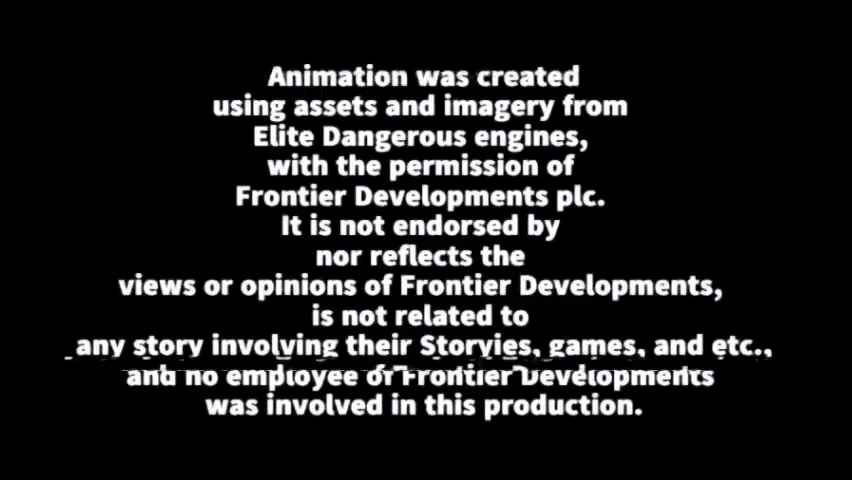 Animation was created
using assets and imagery from
Elite Dangerous engines,
with the permission of
Frontier Developments plc.
It is not endorsed by
nor reflects the
views or opinions of Frontier Developments,
is not related to
any story involving their Storyies, games, and etc.,
and no employee of Frontier Developments
was involved in this production.